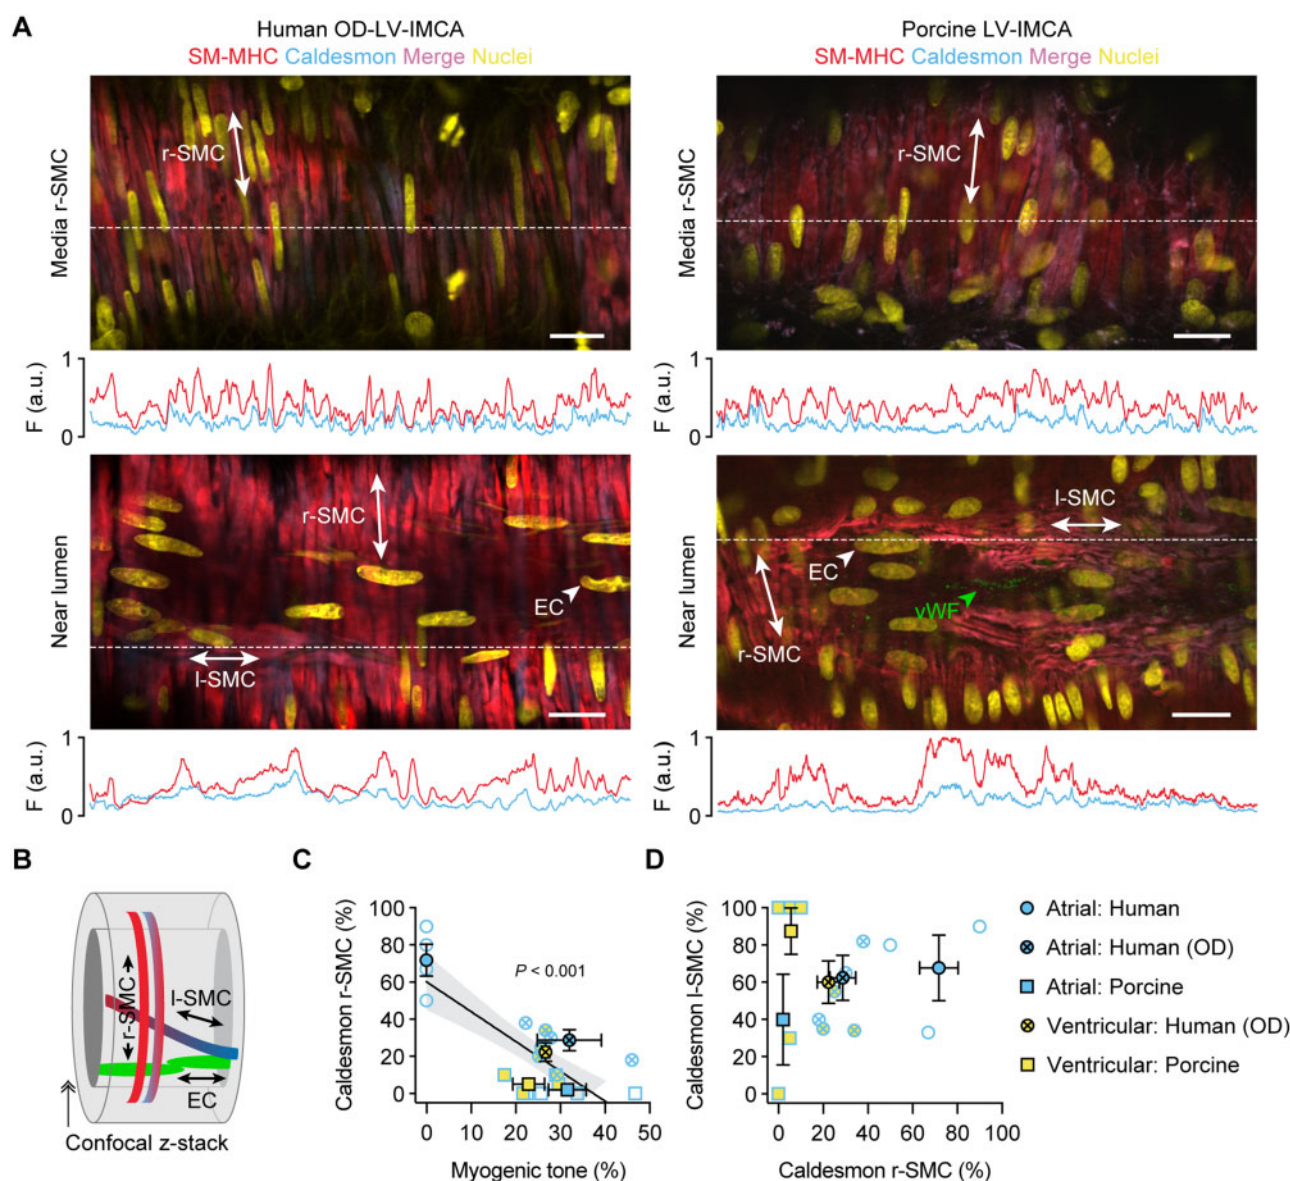 A
Human OD-LV-IMCA
SM-MHC Caldesmon Merge Nuclei
Porcine LV-IMCA
SM-MHC Caldesmon Merge Nuclei
Media r-SMC
r-SMC
r-SMC
F (a.u.)
1
0
F (a.u.)
1
0
Near lumen
r-SMC
EC
l-SMC
Near lumen
l-SMC
EC
vWF
r-SMC
Media r-SMC
F (a.u.)
1
0
F (a.u.)
1
0
B
r-SMC
l-SMC
EC
Confocal z-stack
C
Caldesmon r-SMC (%)
100
80
60
40
20
0
P < 0.001
0 10 20 30 40 50
Myogenic tone (%)
D
Caldesmon l-SMC (%)
100
80
60
40
20
0
0 20 40 60 80 100
Caldesmon r-SMC (%)
Atrial: Human
Atrial: Human (OD)
Atrial: Porcine
Ventricular: Human (OD)
Ventricular: Porcine